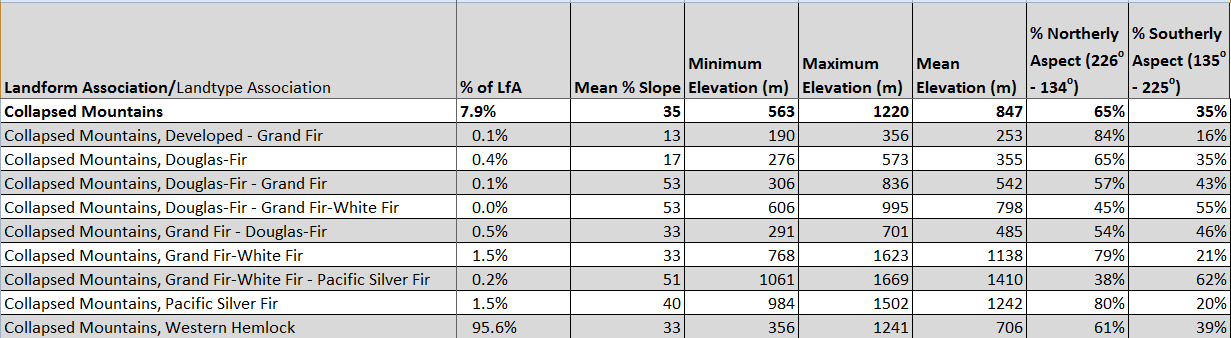 Landform Association/Landtype Association % of LfA Mean % Slope Minimum Elevation (m) Maximum Elevation (m) Mean Elevation (m) % Northerly Aspect (226⁰ - 134⁰) % Southerly Aspect (135⁰ - 225⁰)
Collapsed Mountains 7.9% 35 563 1220 847 65% 35%
Collapsed Mountains, Developed - Grand Fir 0.1% 13 190 356 253 84% 16%
Collapsed Mountains, Douglas-Fir 0.4% 17 276 573 355 65% 35%
Collapsed Mountains, Douglas-Fir - Grand Fir 0.1% 53 306 836 542 57% 43%
Collapsed Mountains, Douglas-Fir - Grand Fir-White Fir 0.0% 53 606 995 798 45% 55%
Collapsed Mountains, Grand Fir - Douglas-Fir 0.5% 33 291 701 485 54% 46%
Collapsed Mountains, Grand Fir-White Fir 1.5% 33 768 1623 1138 79% 21%
Collapsed Mountains, Grand Fir-White Fir - Pacific Silver Fir 0.2% 51 1061 1669 1410 38% 62%
Collapsed Mountains, Pacific Silver Fir 1.5% 40 984 1502 1242 80% 20%
Collapsed Mountains, Western Hemlock 95.6% 33 356 1241 706 61% 39%